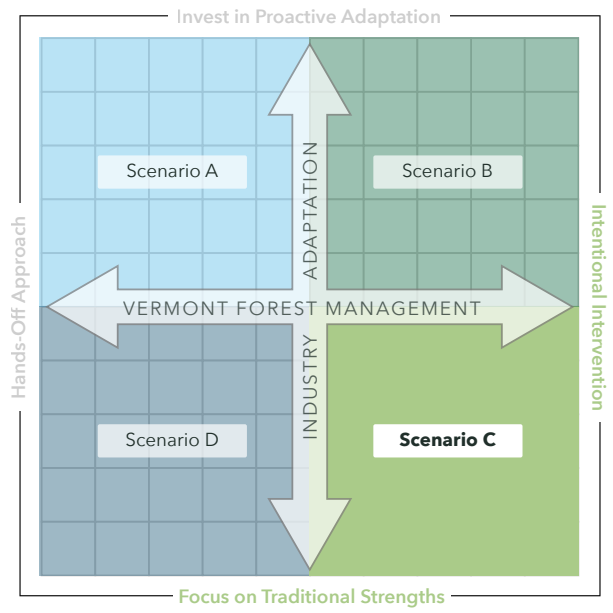 Invest in Proactive Adaptation
Scenario A
Scenario B
Hands-Off Approach
INDUSTRY ADAPTATION
VERMONT FOREST MANAGEMENT
Intentional Intervention
Scenario D
Scenario C
Focus on Traditional Strengths